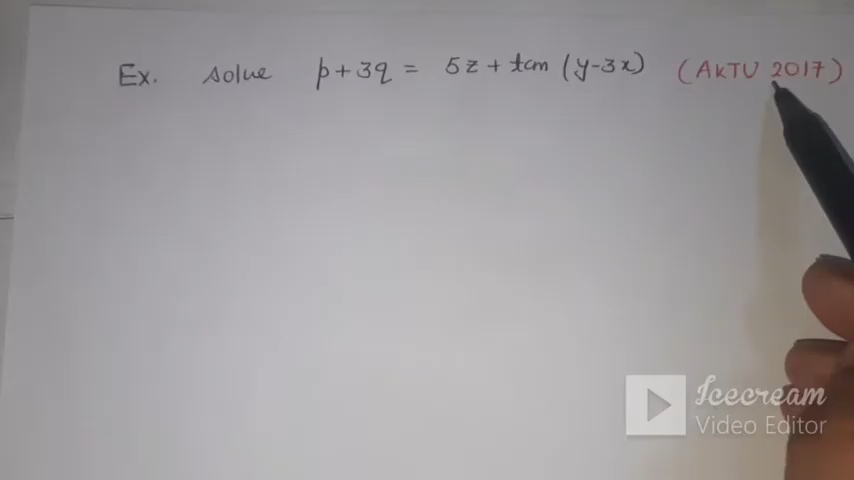 Ex. solve p+3q = 5z + tan (y-3x) (AKTU 2017)
Icecream
Video Editor